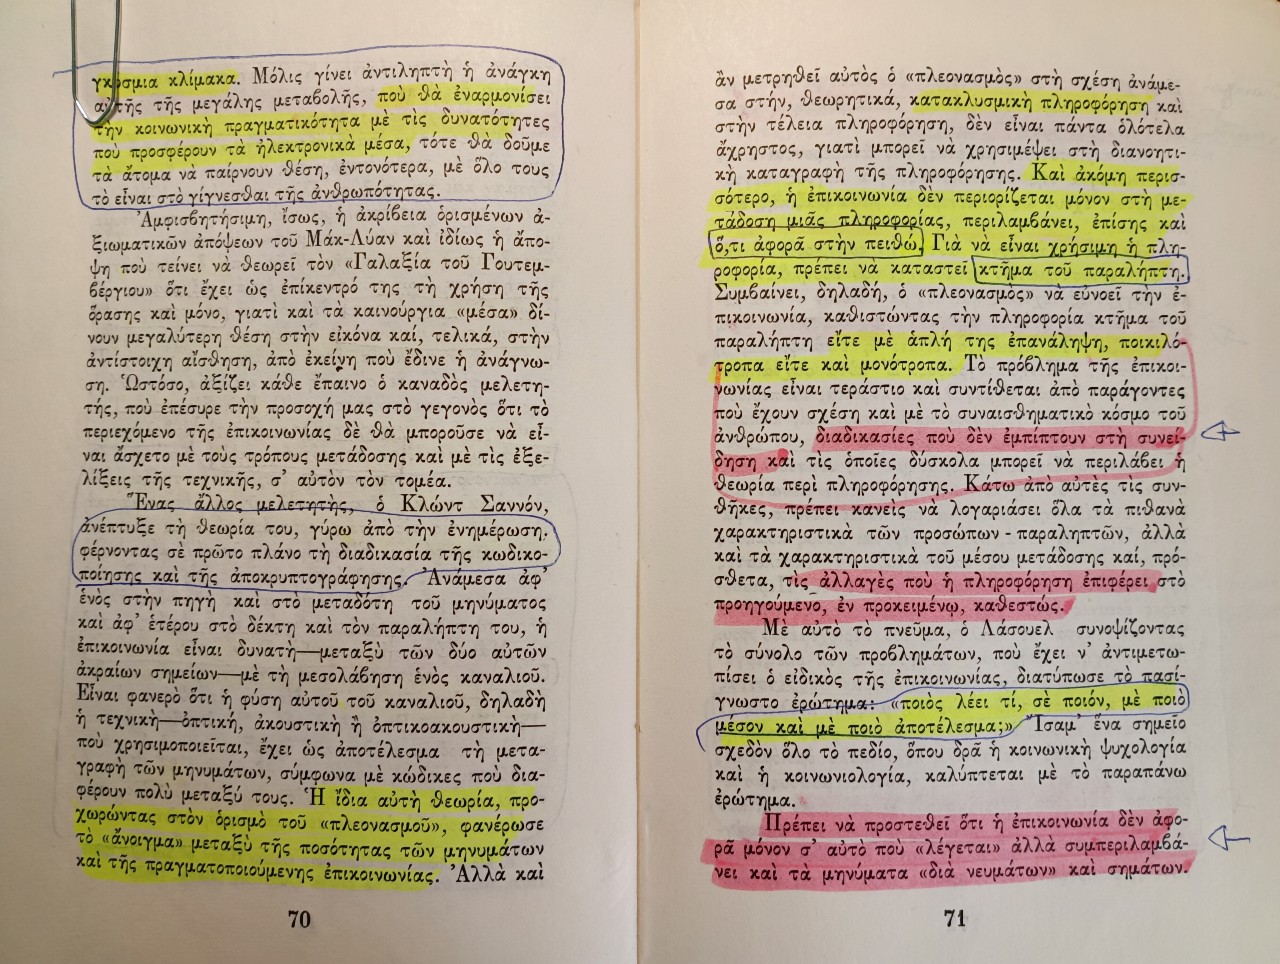 γκόσμια κλίμακα. Μόλις γίνει ἀντιληπτὴ ἡ ἀνάγκη
αὐτῆς τῆς μεγάλης μεταβολῆς, ποὺ θὰ ἐναρμονίσει
τὴν κοινωνικὴ πραγματικότητα μὲ τὶς δυνατότητες
ποὺ προσφέρουν τὰ ἠλεκτρονικὰ μέσα, τότε θὰ δοῦμε
τὰ ἄτομα νὰ παίρνουν θέση, ἐντονότερα, μὲ ὅλο τους
τὸ εἶναι στὸ γίγνεσθαι τῆς ἀνθρωπότητας.
Ἀμφισβητήσιμη, ἴσως, ἡ ἀκρίβεια ὁρισμένων ἀ-
ξιωματικῶν ἀπόψεων τοῦ Μάκ-Λύαν καὶ ἰδίως ἡ ἄπο-
ψη ποὺ τείνει νὰ θεωρεῖ τὸν «Γαλαξία τοῦ Γουτεμ-
βέργιου» ὅτι ἔχει ὡς ἐπίκεντρό της τὴ χρήση τῆς
ὅρασης καὶ μόνο, γιατὶ καὶ τὰ καινούργια «μέσα» δί-
νουν μεγαλύτερη θέση στὴν εἰκόνα καί, τελικά, στὴν
ἀντίστοιχη αἴσθηση, ἀπὸ ἐκείνη ποὺ ἔδινε ἡ ἀνάγνω-
ση. Ὡστόσο, ἀξίζει κάθε ἔπαινο ὁ καναδὸς μελετη-
τής, ποὺ ἐπέσυρε τὴν προσοχή μας στὸ γεγονὸς ὅτι τὸ
περιεχόμενο τῆς ἐπικοινωνίας δὲ θὰ μποροῦσε νὰ εἶ-
ναι ἄσχετο μὲ τοὺς τρόπους μετάδοσης καὶ μὲ τὶς ἐξε-
λίξεις τῆς τεχνικῆς, σ' αὐτὸν τὸν τομέα.
Ἕνας ἄλλος μελετητὴς, ὁ Κλὼντ Σαννόν,
ἀνέπτυξε τὴ θεωρία του, γύρω ἀπὸ τὴν ἐνημέρωση,
φέρνοντας σὲ πρῶτο πλάνο τὴ διαδικασία τῆς κωδικο-
ποίησης καὶ τῆς ἀποκρυπτογράφησης. Ἀνάμεσα ἀφ'
ἑνὸς στὴν πηγὴ καὶ στὸ μεταδότη τοῦ μηνύματος
καὶ ἀφ' ἑτέρου στὸ δέκτη καὶ τὸν παραλήπτη του, ἡ
ἐπικοινωνία εἶναι δυνατὴ—μεταξὺ τῶν δύο αὐτῶν
ἀκραίων σημείων—μὲ τὴ μεσολάβηση ἑνὸς καναλιοῦ.
Εἶναι φανερὸ ὅτι ἡ φύση αὐτοῦ τοῦ καναλιοῦ, δηλαδὴ
ἡ τεχνικὴ—ὀπτική, ἀκουστικὴ ἢ ὀπτικοακουστικὴ—
ποὺ χρησιμοποιεῖται, ἔχει ὡς ἀποτέλεσμα τὴ μετα-
γραφὴ τῶν μηνυμάτων, σύμφωνα μὲ κώδικες ποὺ δια-
φέρουν πολὺ μεταξύ τους. Ἡ ἴδια αὐτὴ θεωρία, προ-
χωρώντας στὸν ὁρισμὸ τοῦ «πλεονασμοῦ», φανέρωσε
τὸ «ἄνοιγμα» μεταξὺ τῆς ποσότητας τῶν μηνυμάτων
καὶ τῆς πραγματοποιούμενης ἐπικοινωνίας. Ἀλλὰ καὶ
70
ἂν μετρηθεῖ αὐτὸς ὁ «πλεονασμὸς» στὴ σχέση ἀνάμε-
σα στήν, θεωρητικά, κατακλυσμικὴ πληροφόρηση καὶ
στὴν τέλεια πληροφόρηση, δὲν εἶναι πάντα ὁλότελα
ἄχρηστος, γιατὶ μπορεῖ νὰ χρησιμέψει στὴ διανοητι-
κὴ καταγραφὴ τῆς πληροφόρησης. Καὶ ἀκόμη περισ-
σότερο, ἡ ἐπικοινωνία δὲν περιορίζεται μόνον στὴ με-
τάδοση μιᾶς πληροφορίας, περιλαμβάνει, ἐπίσης καὶ
ὅ,τι ἀφορᾶ στὴν πειθώ. Γιὰ νὰ εἶναι χρήσιμη ἡ πλη-
ροφορία, πρέπει νὰ καταστεῖ κτῆμα τοῦ παραλήπτη.
Συμβαίνει, δηλαδή, ὁ «πλεονασμὸς» νὰ εὐνοεῖ τὴν ἐ-
πικοινωνία, καθιστώντας τὴν πληροφορία κτῆμα τοῦ
παραλήπτη εἴτε μὲ ἁπλή της ἐπανάληψη, ποικιλό-
τροπα εἴτε καὶ μονότροπα. Τὸ πρόβλημα τῆς ἐπικοι-
νωνίας εἶναι τεράστιο καὶ συντίθεται ἀπὸ παράγοντες
ποὺ ἔχουν σχέση καὶ μὲ τὸ συναισθηματικὸ κόσμο τοῦ
ἀνθρώπου, διαδικασίες ποὺ δὲν ἐμπίπτουν στὴ συνεί-
δηση καὶ τὶς ὁποῖες δύσκολα μπορεῖ νὰ περιλάβει ἡ
θεωρία περὶ πληροφόρησης. Κάτω ἀπὸ αὐτὲς τὶς συν-
θῆκες, πρέπει κανεὶς νὰ λογαριάσει ὅλα τὰ πιθανὰ
χαρακτηριστικὰ τῶν προσώπων - παραληπτῶν, ἀλλὰ
καὶ τὰ χαρακτηριστικὰ τοῦ μέσου μετάδοσης καί, πρό-
σθετα, τὶς ἀλλαγὲς ποὺ ἡ πληροφόρηση ἐπιφέρει στὸ
προηγούμενο, ἐν προκειμένῳ, καθεστώς.
Μὲ αὐτὸ τὸ πνεῦμα, ὁ Λάσουελ συνοψίζοντας
τὸ σύνολο τῶν προβλημάτων, ποὺ ἔχει ν' ἀντιμετω-
πίσει ὁ εἰδικὸς τῆς ἐπικοινωνίας, διατύπωσε τὸ πασί-
γνωστο ἐρώτημα: «ποιὸς λέει τί, σὲ ποιόν, μὲ ποιὸ
μέσον καὶ μὲ ποιὸ ἀποτέλεσμα;» Ἴσαμ' ἕνα σημεῖο
σχεδὸν ὅλο τὸ πεδίο, ὅπου δρᾶ ἡ κοινωνικὴ ψυχολογία
καὶ ἡ κοινωνιολογία, καλύπτεται μὲ τὸ παραπάνω
ἐρώτημα.
Πρέπει νὰ προστεθεῖ ὅτι ἡ ἐπικοινωνία δὲν ἀφο-
ρᾶ μόνον σ' αὐτὸ ποὺ «λέγεται» ἀλλὰ συμπεριλαμβά-
νει καὶ τὰ μηνύματα «διὰ νευμάτων» καὶ σημάτων.
71